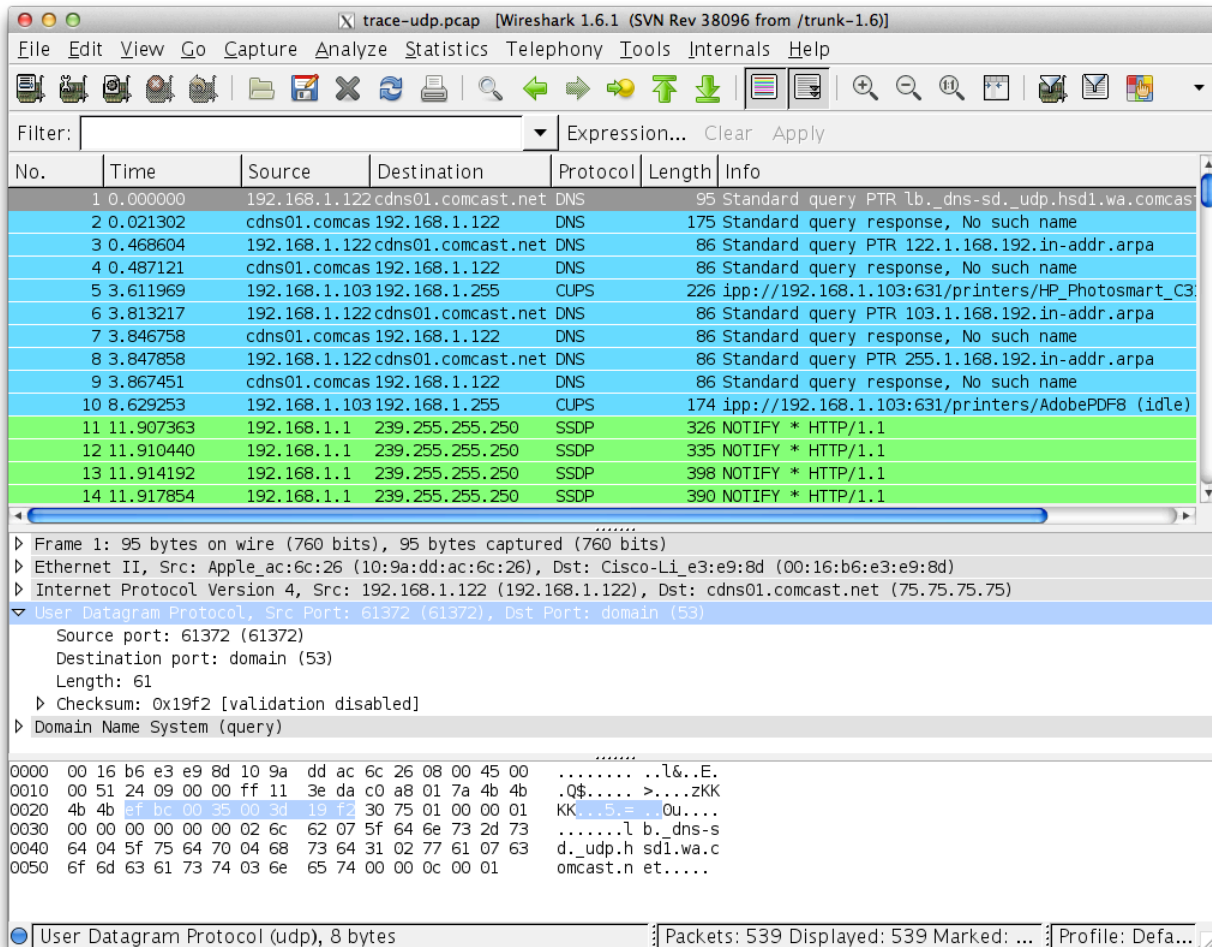 trace-udp.pcap [Wireshark 1.6.1 (SVN Rev 38096 from /trunk-1.6)]
File Edit View Go Capture Analyze Statistics Telephony Tools Internals Help
Filter: Expression... Clear Apply
No. Time Source Destination Protocol Length Info
1 0.000000 192.168.1.122 cdns01.comcast.net DNS 95 Standard query PTR lb._dns-sd._udp.hsd1.wa.comcast
2 0.021302 cdns01.comcas 192.168.1.122 DNS 175 Standard query response, No such name
3 0.468604 192.168.1.122 cdns01.comcast.net DNS 86 Standard query PTR 122.1.168.192.in-addr.arpa
4 0.487121 cdns01.comcas 192.168.1.122 DNS 86 Standard query response, No such name
5 3.611969 192.168.1.103 192.168.1.255 CUPS 226 ipp://192.168.1.103:631/printers/HP_Photosmart_C3
6 3.813217 192.168.1.122 cdns01.comcast.net DNS 86 Standard query PTR 103.1.168.192.in-addr.arpa
7 3.846758 cdns01.comcas 192.168.1.122 DNS 86 Standard query response, No such name
8 3.847758 192.168.1.122 cdns01.comcast.net DNS 86 Standard query PTR 255.1.168.192.in-addr.arpa
9 3.867451 cdns01.comcas 192.168.1.122 DNS 86 Standard query response, No such name
10 8.629253 192.168.1.103 192.168.1.255 CUPS 174 ipp://192.168.1.103:631/printers/AdobePDF8 (idle)
11 11.907363 192.168.1.1 239.255.255.250 SSDP 326 NOTIFY * HTTP/1.1
12 11.910440 192.168.1.1 239.255.255.250 SSDP 335 NOTIFY * HTTP/1.1
13 11.914192 192.168.1.1 239.255.255.250 SSDP 398 NOTIFY * HTTP/1.1
14 11.917854 192.168.1.1 239.255.255.250 SSDP 390 NOTIFY * HTTP/1.1
Frame 1: 95 bytes on wire (760 bits), 95 bytes captured (760 bits)
Ethernet II, Src: Apple_ac:6c:26 (10:9a:dd:ac:6c:26), Dst: Cisco-Li_e3:e9:8d (00:16:b6:e3:e9:8d)
Internet Protocol Version 4, Src: 192.168.1.122 (192.168.1.122), Dst: cdns01.comcast.net (75.75.75.75)
User Datagram Protocol, Src Port: 61372 (61372), Dst Port: domain (53)
Source port: 61372 (61372)
Destination port: domain (53)
Length: 61
Checksum: 0x19f2 [validation disabled]
Domain Name System (query)
0000 00 16 b6 e3 e9 8d 10 9a dd ac 6c 26 08 00 45 00 ........ ..l&..E.
0010 00 51 24 09 00 00 ff 11 3e da c0 a8 01 7a 4b 4b .Q$..... >....zKK
0020 4b 4b ef bc 00 35 00 3d 19 f2 30 75 01 00 00 01 KK...5.= ..0u....
0030 00 00 00 00 00 00 02 6c 62 07 5f 64 6e 73 2d 73 .......l b._dns-s
0040 64 04 5f 75 64 70 04 68 73 64 31 02 77 61 07 63 d._udp.h sd1.wa.c
0050 6f 6d 63 61 73 74 03 6e 65 74 00 00 0c 00 01 omcast.n et.....
User Datagram Protocol (udp), 8 bytes Packets: 539 Displayed: 539 Marked: ... Profile: Defa...